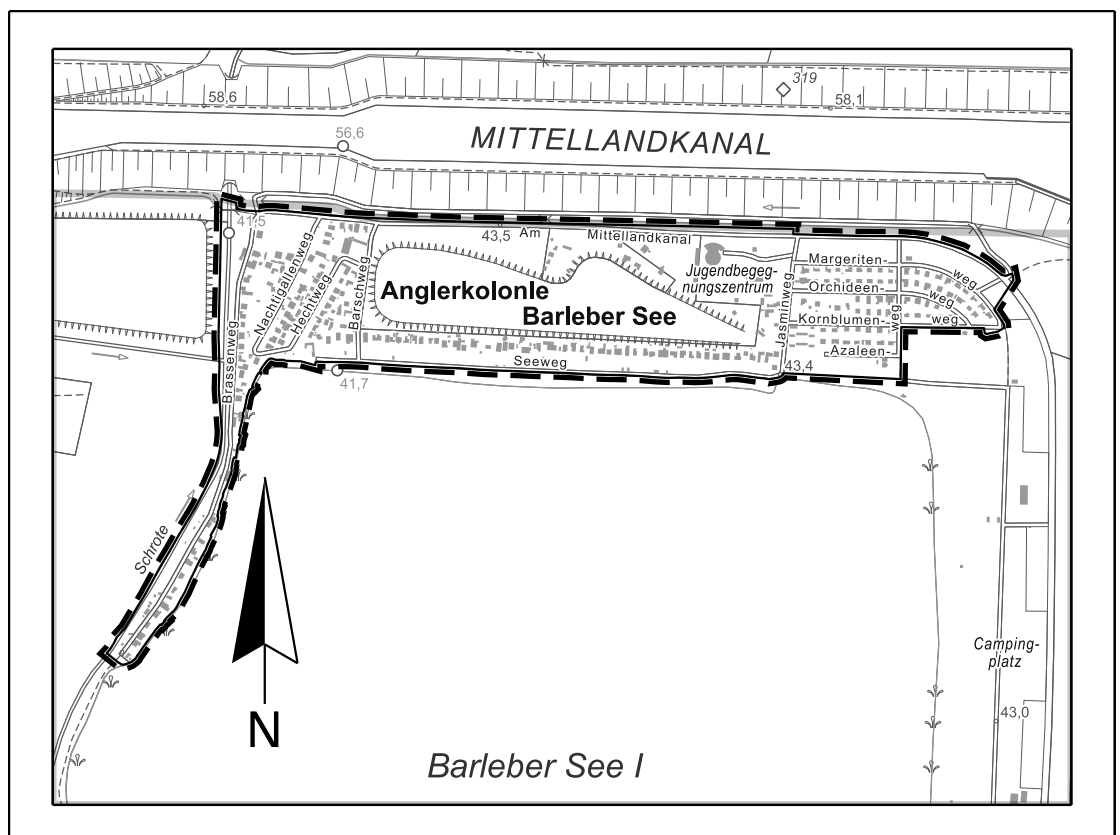 319
58,6
58,1
56,6
MITTELLANDKANAL
41,5
43,5
Am Mittellandkanal
Nachtigallenweg
Hechtweg
Barschweg
Jugendbegeg-
nungszentrum
Margeriten-
weg
Orchideen-
weg
Kornblumen-
weg
Azaleen-
weg
Jasminweg
Anglerkolonle
Barleber See
Brassenweg
Seeweg
41,7
43,4
Schrote
Camping-
platz
43,0
N
Barleber See I